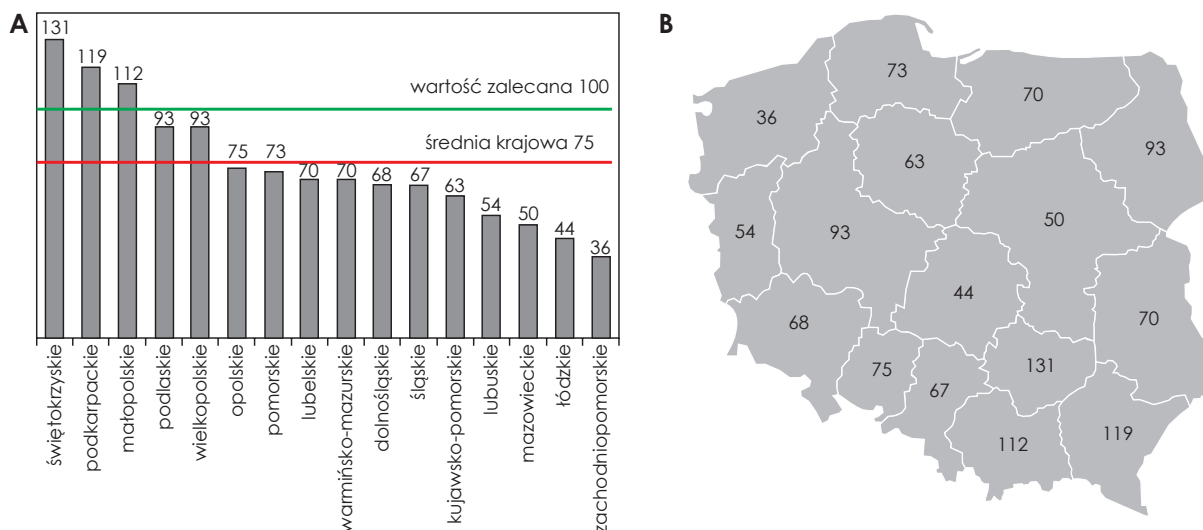 A
131
119
112
93
93
75
73
70
70
68
67
63
54
50
44
36
wartość zalecana 100
średnia krajowa 75
świętokrzyskie
podkarpackie
małopolskie
podlaskie
wielkopolskie
opolskie
pomorskie
lubelskie
warmińsko-mazurskie
dolnośląskie
śląskie
kujawsko-pomorskie
lubuskie
mazowieckie
łódzkie
zachodniopomorskie
B
73
70
36
93
63
50
54
93
44
68
70
75
131
67
119
112